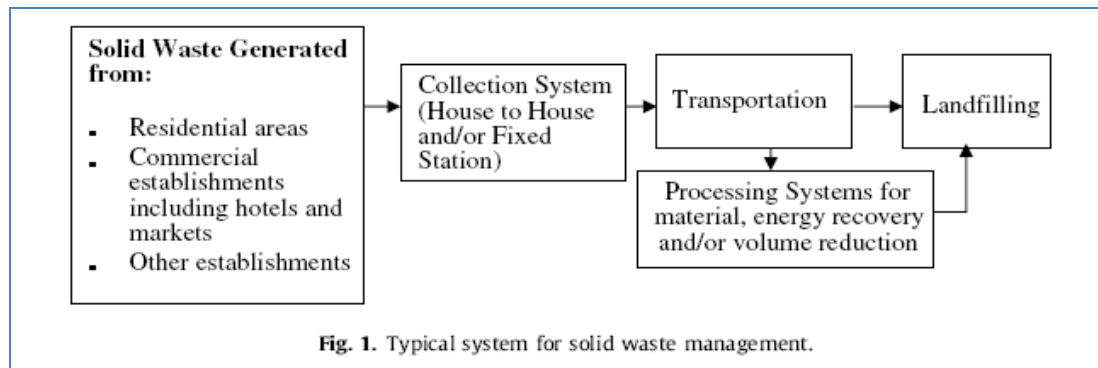 Solid Waste Generated
from:
▪ Residential areas
▪ Commercial
establishments
including hotels and
markets
▪ Other establishments
Collection System
(House to House
and/or Fixed
Station)
Transportation
Landfilling
Processing Systems for
material, energy recovery
and/or volume reduction
Fig. 1. Typical system for solid waste management.